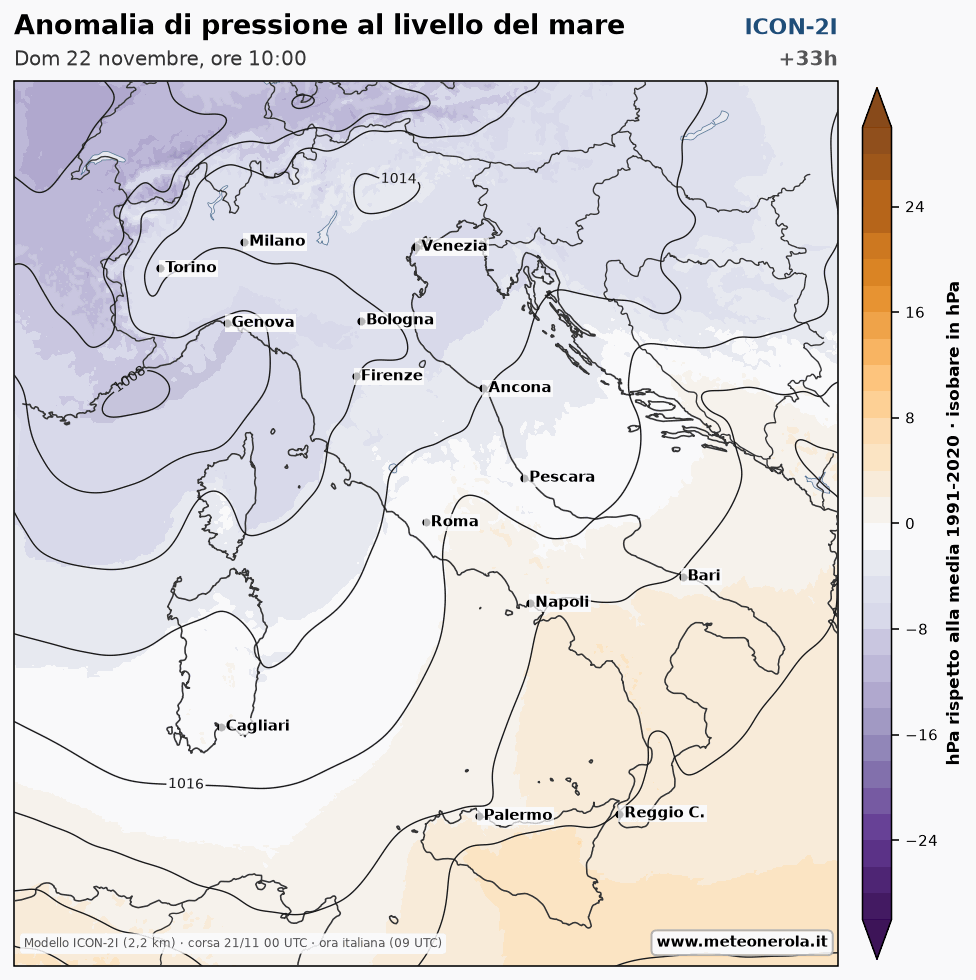 Anomalia di pressione al livello del mare
ICON-2I
Dom 22 novembre, ore 10:00
+33h
1014
Milano
Venezia
Torino
Genova
Bologna
Firenze
Ancona
Pescara
Roma
Bari
Napoli
Cagliari
1016
Palermo
Reggio C.
24
16
8
0
−8
−16
−24
hPa rispetto alla media 1991-2020 · isobare in hPa
Modello ICON-2I (2,2 km) · corsa 21/11 00 UTC · ora italiana (09 UTC)
www.meteonerola.it